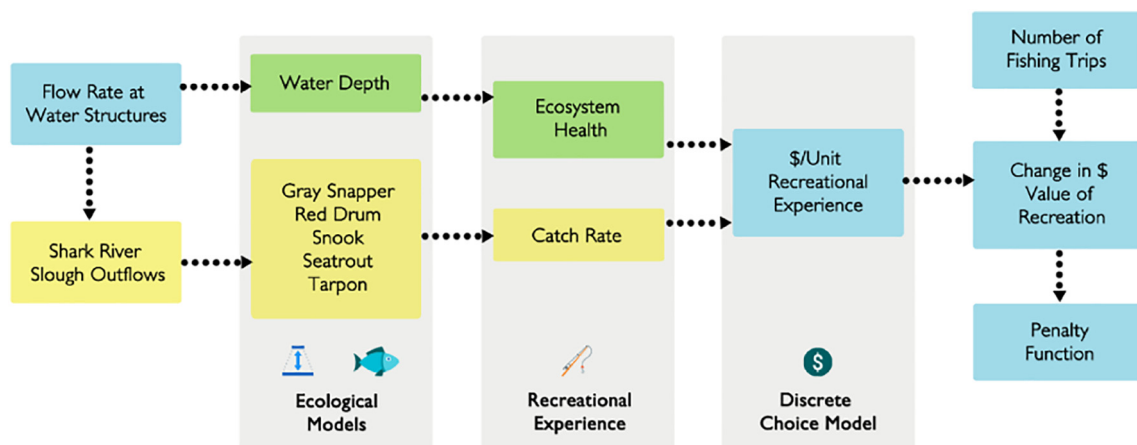 Flow Rate at
Water Structures
Shark River
Slough Outflows
Water Depth
Gray Snapper
Red Drum
Snook
Seatrout
Tarpon
Ecological
Models
Ecosystem
Health
Catch Rate
Recreational
Experience
$/Unit
Recreational
Experience
$
Discrete
Choice Model
Number of
Fishing Trips
Change in $
Value of
Recreation
Penalty
Function